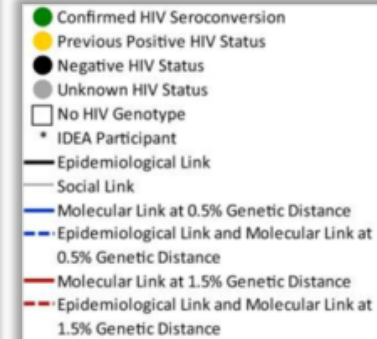 Confirmed HIV Seroconversion
Previous Positive HIV Status
Negative HIV Status
Unknown HIV Status
No HIV Genotype
* IDEA Participant
Epidemiological Link
Social Link
Molecular Link at 0.5% Genetic Distance
Epidemiological Link and Molecular Link at
0.5% Genetic Distance
Molecular Link at 1.5% Genetic Distance
Epidemiological Link and Molecular Link at
1.5% Genetic Distance